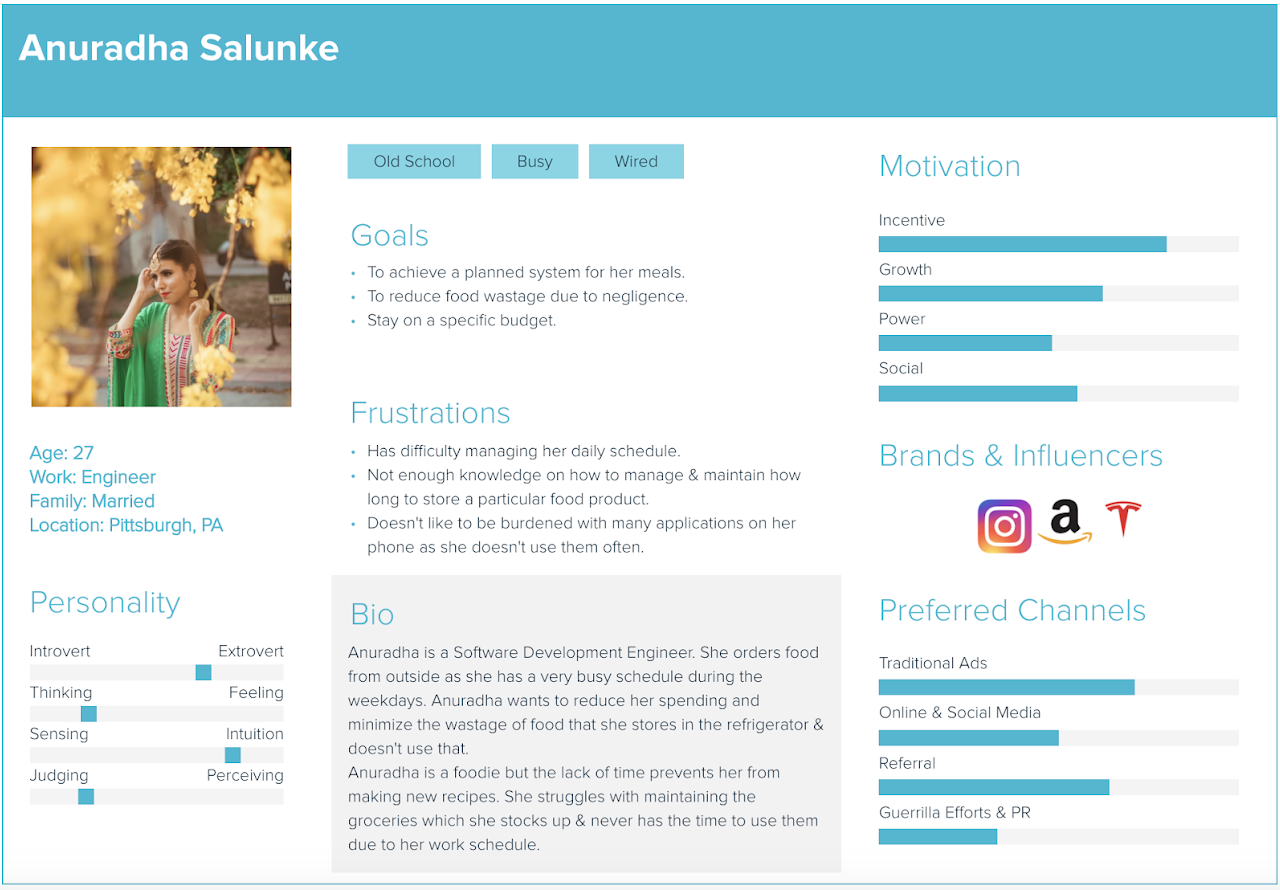 Anuradha Salunke
Old School
Busy
Wired
Goals
• To achieve a planned system for her meals.
• To reduce food wastage due to negligence.
• Stay on a specific budget.
Frustrations
• Has difficulty managing her daily schedule.
• Not enough knowledge on how to manage & maintain how
long to store a particular food product.
• Doesn't like to be burdened with many applications on her
phone as she doesn't use them often.
Age: 27
Work: Engineer
Family: Married
Location: Pittsburgh, PA
Personality
Introvert Extrovert
Thinking Feeling
Sensing Intuition
Judging Perceiving
Bio
Anuradha is a Software Development Engineer. She orders food
from outside as she has a very busy schedule during the
weekdays. Anuradha wants to reduce her spending and
minimize the wastage of food that she stores in the refrigerator &
doesn't use that.
Anuradha is a foodie but the lack of time prevents her from
making new recipes. She struggles with maintaining the
groceries which she stocks up & never has the time to use them
due to her work schedule.
Motivation
Incentive
Growth
Power
Social
Brands & Influencers
a
Preferred Channels
Traditional Ads
Online & Social Media
Referral
Guerrilla Efforts & PR